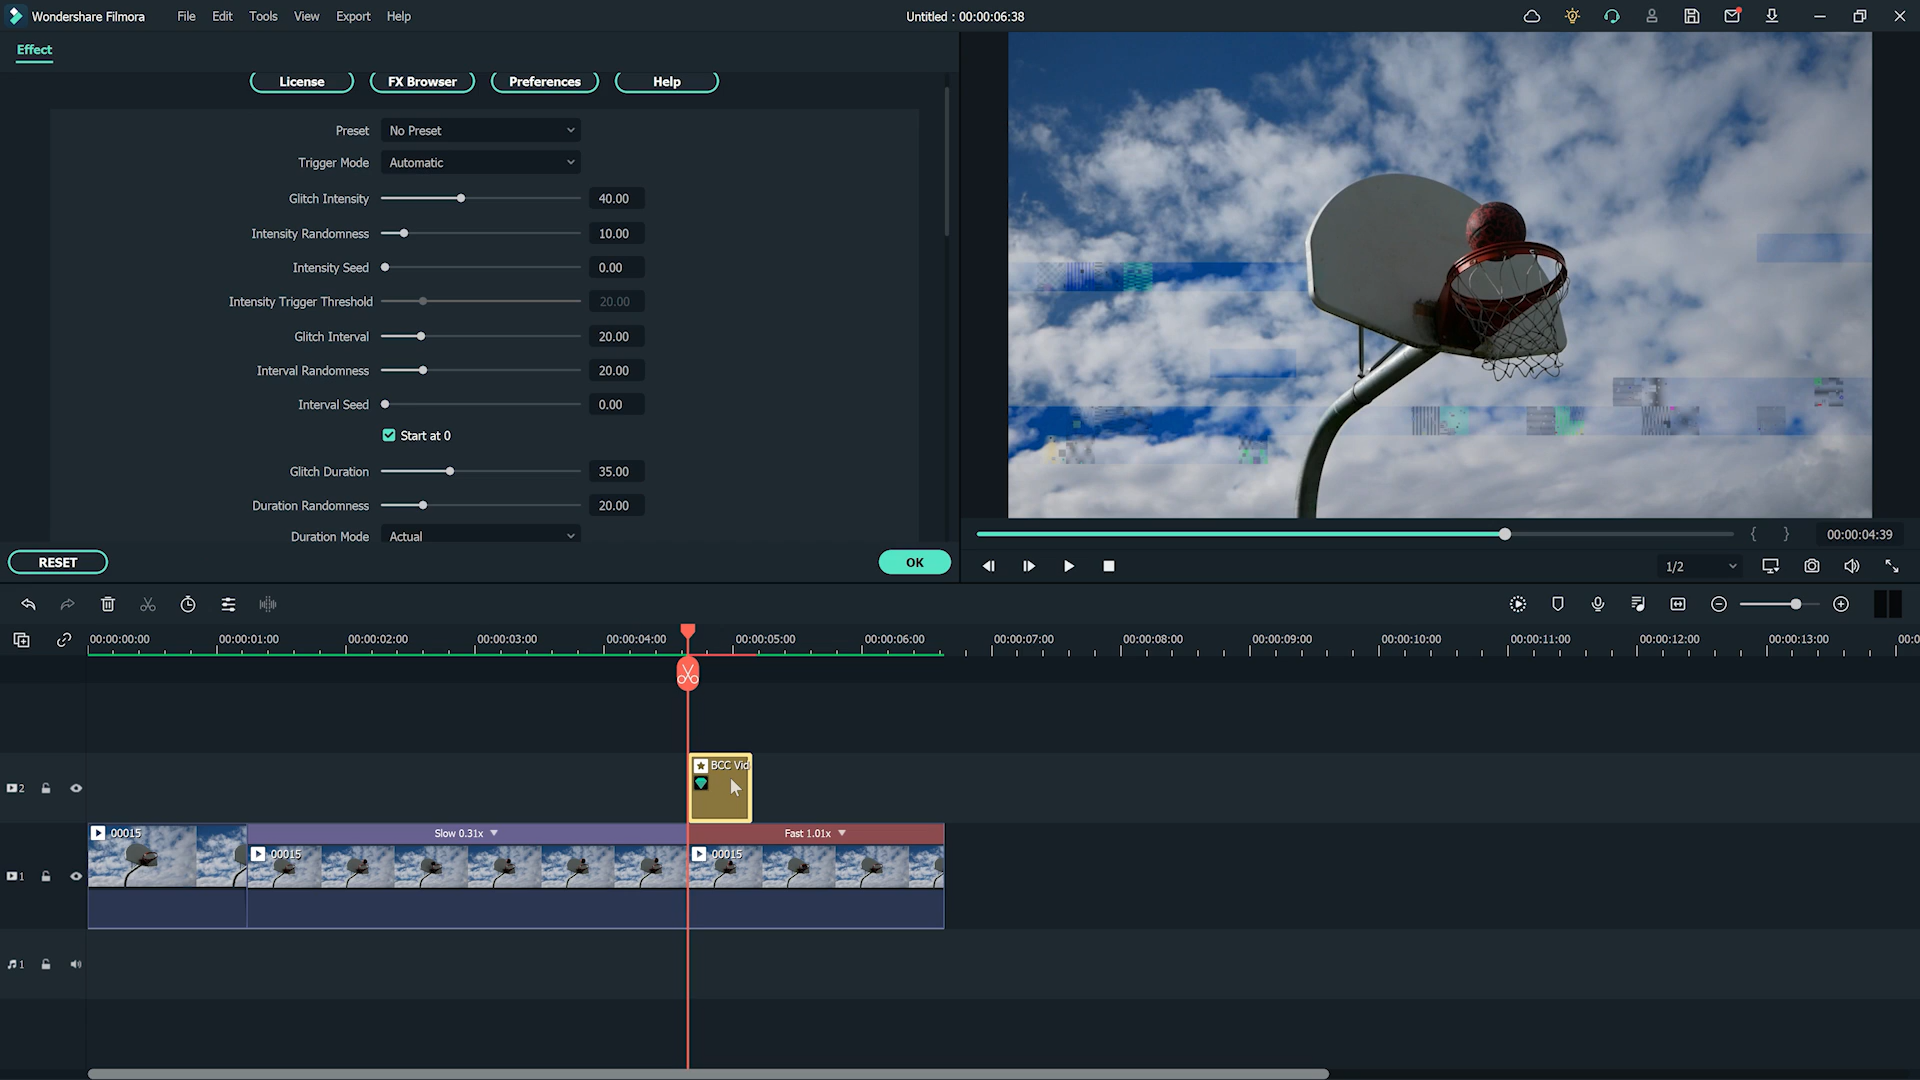 Wondershare Filmora File Edit Tools View Export Help Untitled : 00:00:06:38
Effect
License FX Browser Preferences Help
Preset No Preset
Trigger Mode Automatic
Glitch Intensity 40.00
Intensity Randomness 10.00
Intensity Seed 0.00
Intensity Trigger Threshold 20.00
Glitch Interval 20.00
Interval Randomness 20.00
Interval Seed 0.00
Start at 0
Glitch Duration 35.00
Duration Randomness 20.00
Duration Mode Actual
RESET OK
{ } 00:00:04:39
1/2
00:00:00:00 00:00:01:00 00:00:02:00 00:00:03:00 00:00:04:00 00:00:05:00 00:00:06:00 00:00:07:00 00:00:08:00 00:00:09:00 00:00:10:00 00:00:11:00 00:00:12:00 00:00:13:00 00:0
BCC Vid
2
00015 Slow 0.31x Fast 1.01x
00015 00015
1
1